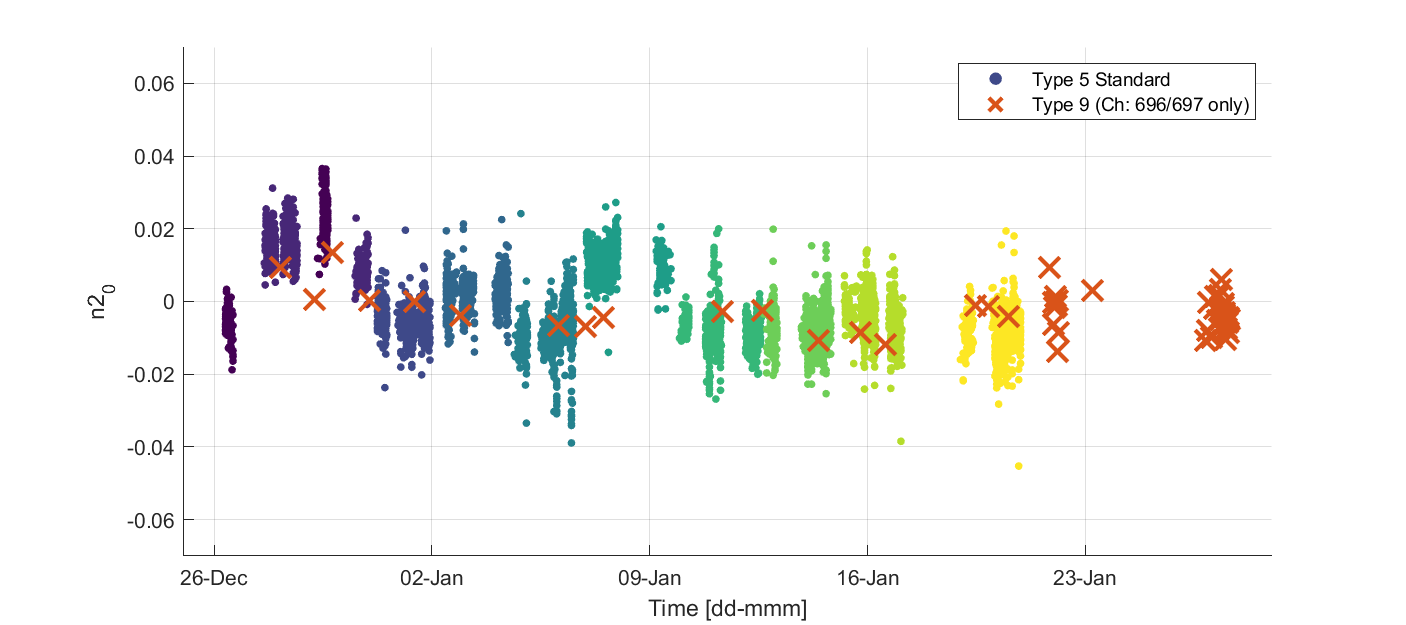 Type 5 Standard
Type 9 (Ch: 696/697 only)
0.06
0.04
0.02
0
-0.02
-0.04
-0.06
n2₀
26-Dec
02-Jan
09-Jan
16-Jan
23-Jan
Time [dd-mmm]